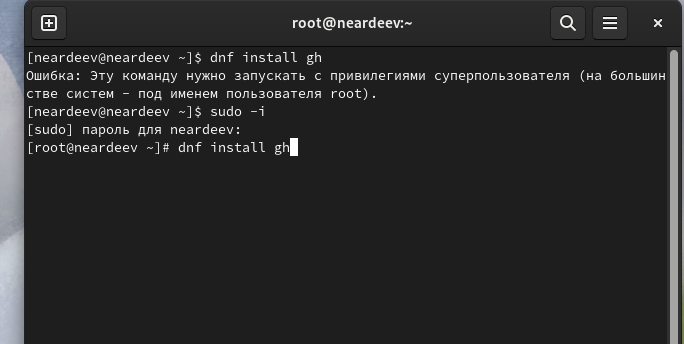 root@neardeev:~
[neardeev@neardeev ~]$ dnf install gh
Ошибка: Эту команду нужно запускать с привилегиями суперпользователя (на большин
стве систем - под именем пользователя root).
[neardeev@neardeev ~]$ sudo -i
[sudo] пароль для neardeev:
[root@neardeev ~]# dnf install gh